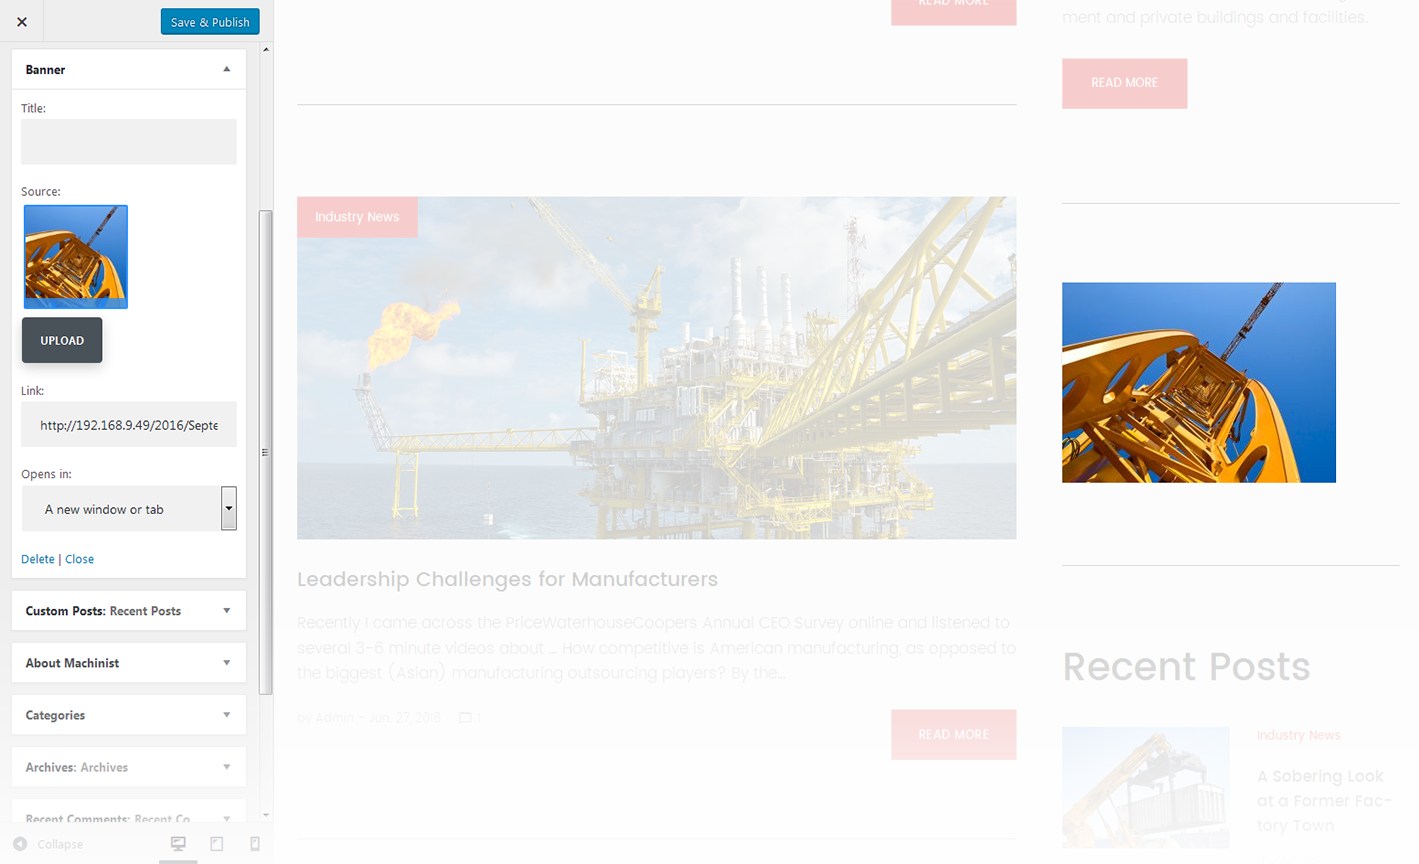 Save & Publish
Banner
Title:
Source:
UPLOAD
Link:
http://192.168.9.49/2016/Septe
Opens in:
A new window or tab
Delete | Close
Custom Posts: Recent Posts
About Machinist
Categories
Archives: Archives
Recent Comments: Recent Co
Collapse
READ MORE
Industry News
Leadership Challenges for Manufacturers
Recently I came across the PriceWaterhouseCoopers Annual CEO Survey online and listened to
several 3-6 minute videos about ... How competitive is American manufacturing, as opposed to
the biggest (Asian) manufacturing outsourcing players? By the...
by Admin - Jun, 27 2016 1
READ MORE
ment and private buildings and facilities.
READ MORE
Recent Posts
Industry News
A Sobering Look
at a Former Fac-
tory Town